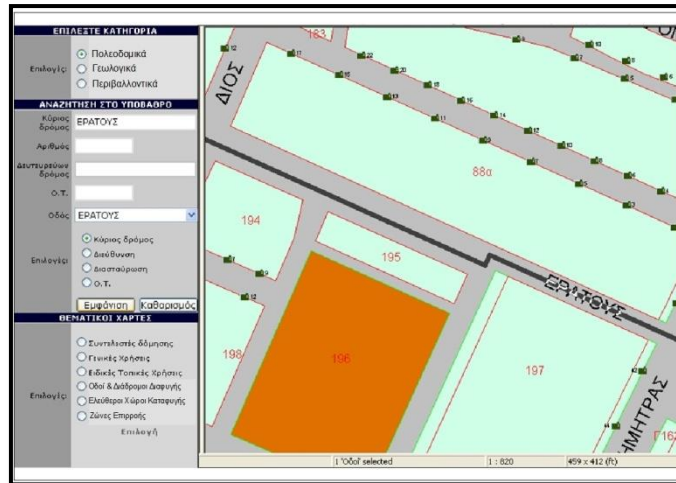 ΕΠΙΛΕΞΤΕ ΚΑΤΗΓΟΡΙΑ
Επιλογές:
Πολεοδομικά
Γεωλογικά
Περιβαλλοντικά
ΑΝΑΖΗΤΗΣΗ ΣΤΟ ΥΠΟΒΑΘΡΟ
Κύριος δρόμος
ΕΡΑΤΟΥΣ
Αριθμός
Δευτερεύων δρόμος
Ο.Τ.
Οδός
ΕΡΑΤΟΥΣ
Επιλογές:
Κύριος δρόμος
Διεύθυνση
Διασταύρωση
Ο.Τ.
Εμφάνιση Καθαρισμός
ΘΕΜΑΤΙΚΟΙ ΧΑΡΤΕΣ
Επιλογές:
Συντελεστές δόμησης
Γενικές Χρήσεις
Ειδικές Τοπικές Χρήσεις
Οδοί & Διάδρομοι Διαφυγής
Ελεύθεροι Χώροι Καταφυγής
Ζώνες Επιρροής
Επιλογή
183
ΔΙΟΣ
88α
194
195
ΕΡΑΤΟΥΣ
196
197
198
ΗΜΗΤΡΑΣ
Γ16
1 'Οδοί' selected
1 : 820
459 x 412 (ft)